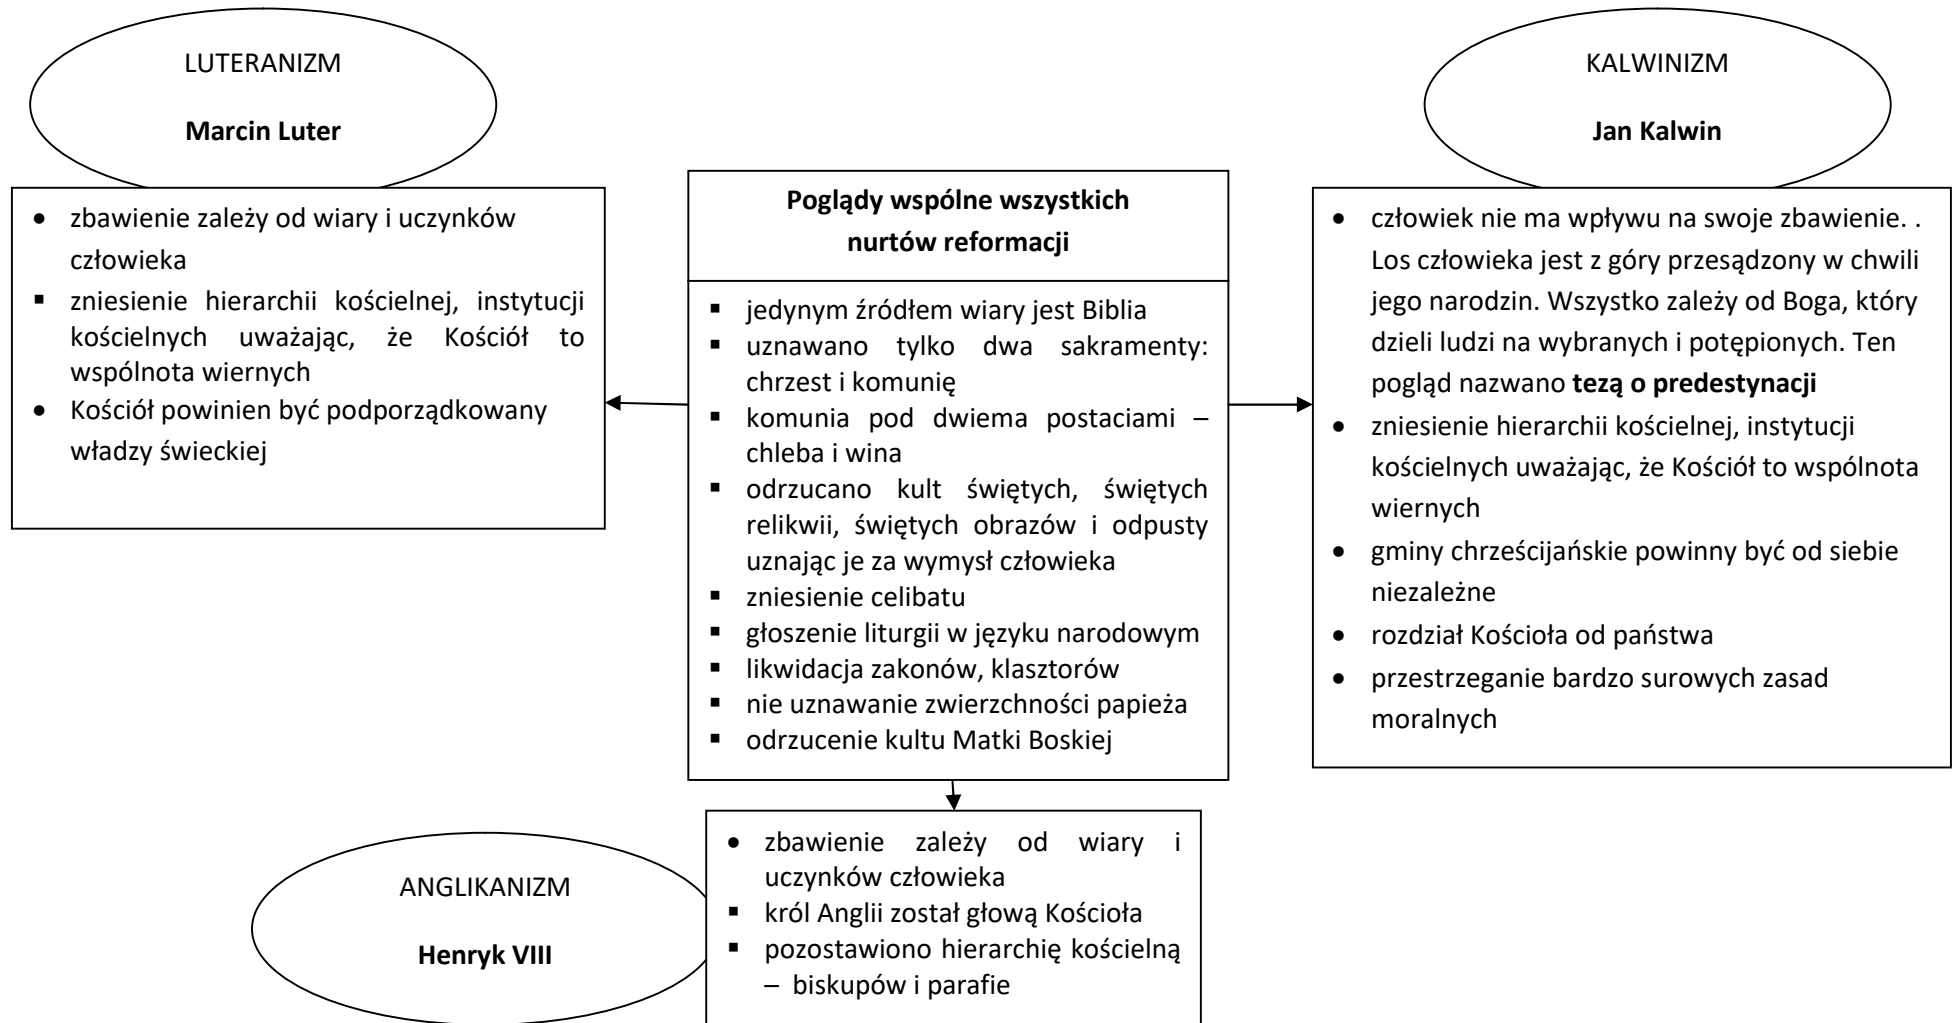 LUTERANIZM
Marcin Luter
• zbawienie zależy od wiary i uczynków
człowieka
▪ zniesienie hierarchii kościelnej, instytucji
kościelnych uważając, że Kościół to
wspólnota wiernych
• Kościół powinien być podporządkowany
władzy świeckiej
Poglądy wspólne wszystkich
nurtów reformacji
▪ jedynym źródłem wiary jest Biblia
▪ uznawano tylko dwa sakramenty:
chrzest i komunię
▪ komunia pod dwiema postaciami –
chleba i wina
▪ odrzucano kult świętych, świętych
relikwii, świętych obrazów i odpusty
uznając je za wymysł człowieka
▪ zniesienie celibatu
▪ głoszenie liturgii w języku narodowym
▪ likwidacja zakonów, klasztorów
▪ nie uznawanie zwierzchności papieża
▪ odrzucenie kultu Matki Boskiej
KALWINIZM
Jan Kalwin
• człowiek nie ma wpływu na swoje zbawienie. .
Los człowieka jest z góry przesądzony w chwili
jego narodzin. Wszystko zależy od Boga, który
dzieli ludzi na wybranych i potępionych. Ten
pogląd nazwano tezą o predestynacji
• zniesienie hierarchii kościelnej, instytucji
kościelnych uważając, że Kościół to wspólnota
wiernych
• gminy chrześcijańskie powinny być od siebie
niezależne
• rozdział Kościoła od państwa
• przestrzeganie bardzo surowych zasad
moralnych
ANGLIKANIZM
Henryk VIII
• zbawienie zależy od wiary i
uczynków człowieka
▪ król Anglii został głową Kościoła
▪ pozostawiono hierarchię kościelną
– biskupów i parafie